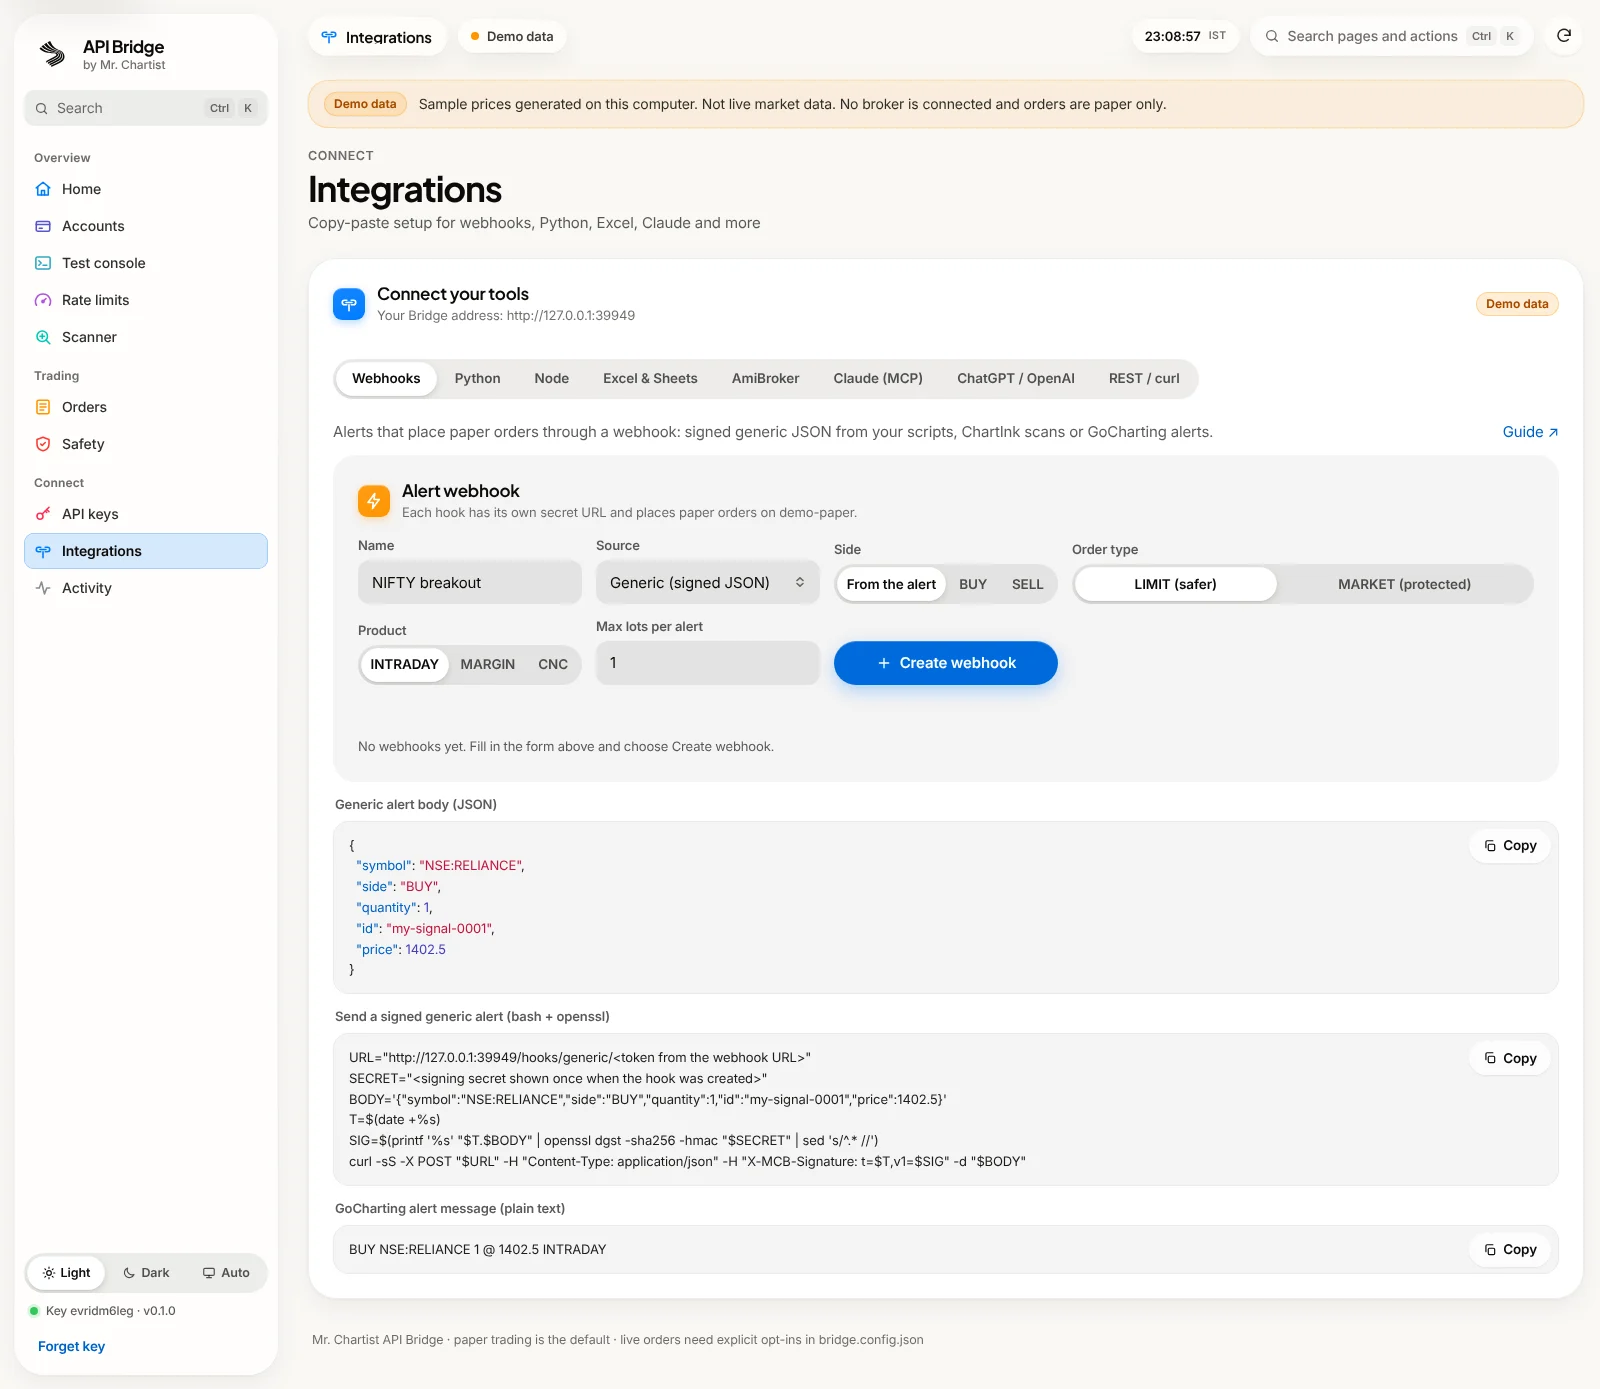 API Bridge
by Mr. Chartist
Search Ctrl K
Overview
Home
Accounts
Test console
Rate limits
Scanner
Trading
Orders
Safety
Connect
API keys
Integrations
Activity
Light Dark Auto
Key evridm6leg · v0.1.0
Forget key
Integrations Demo data
23:08:57 IST Search pages and actions Ctrl K
Demo data Sample prices generated on this computer. Not live market data. No broker is connected and orders are paper only.
CONNECT
Integrations
Copy-paste setup for webhooks, Python, Excel, Claude and more
Connect your tools
Your Bridge address: http://127.0.0.1:39949
Demo data
Webhooks Python Node Excel & Sheets AmiBroker Claude (MCP) ChatGPT / OpenAI REST / curl
Alerts that place paper orders through a webhook: signed generic JSON from your scripts, ChartInk scans or GoCharting alerts. Guide ↗
Alert webhook
Each hook has its own secret URL and places paper orders on demo-paper.
Name Source Side Order type
NIFTY breakout Generic (signed JSON) From the alert BUY SELL LIMIT (safer) MARKET (protected)
Product Max lots per alert
INTRADAY MARGIN CNC 1 + Create webhook
No webhooks yet. Fill in the form above and choose Create webhook.
Generic alert body (JSON)
Copy
{
"symbol": "NSE:RELIANCE",
"side": "BUY",
"quantity": 1,
"id": "my-signal-0001",
"price": 1402.5
}
Send a signed generic alert (bash + openssl)
Copy
URL="http://127.0.0.1:39949/hooks/generic/<token from the webhook URL>"
SECRET="<signing secret shown once when the hook was created>"
BODY='{"symbol":"NSE:RELIANCE","side":"BUY","quantity":1,"id":"my-signal-0001","price":1402.5}'
T=$(date +%s)
SIG=$(printf '%s' "$T.$BODY" | openssl dgst -sha256 -hmac "$SECRET" | sed 's/^.* //')
curl -sS -X POST "$URL" -H "Content-Type: application/json" -H "X-MCB-Signature: t=$T,v1=$SIG" -d "$BODY"
GoCharting alert message (plain text)
BUY NSE:RELIANCE 1 @ 1402.5 INTRADAY Copy
Mr. Chartist API Bridge · paper trading is the default · live orders need explicit opt-ins in bridge.config.json